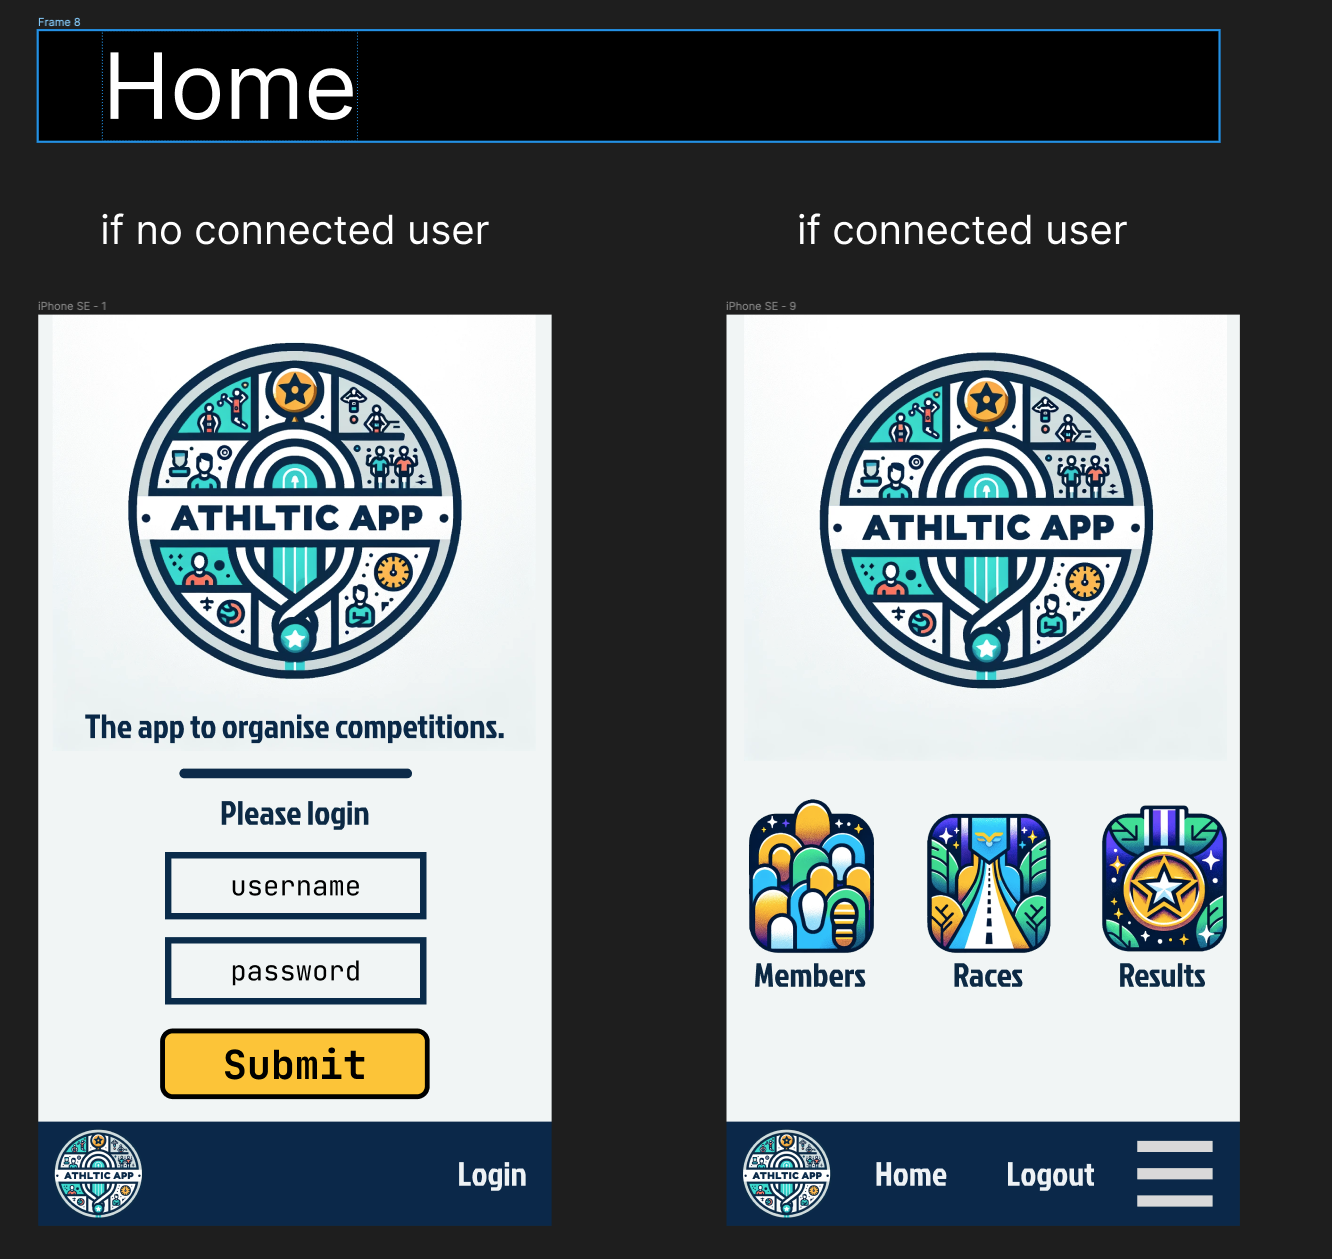 Frame 8
Home
if no connected user
if connected user
iPhone SE - 1
iPhone SE - 9
ATHLTIC APP
The app to organise competitions.
Please login
username
password
Submit
ATHLTIC APP
Login
ATHLTIC APP
Members
Races
Results
ATHLTIC APP
Home
Logout